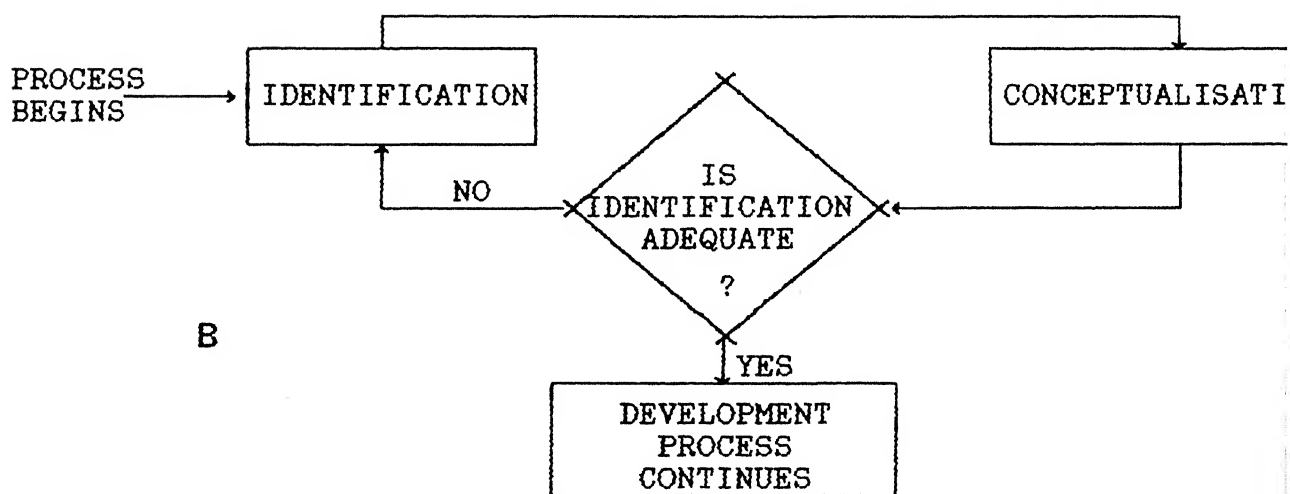 PROCESS
BEGINS
IDENTIFICATION
CONCEPTUALISATI
IS
IDENTIFICATION
ADEQUATE
?
NO
B
YES
DEVELOPMENT
PROCESS
CONTINUES